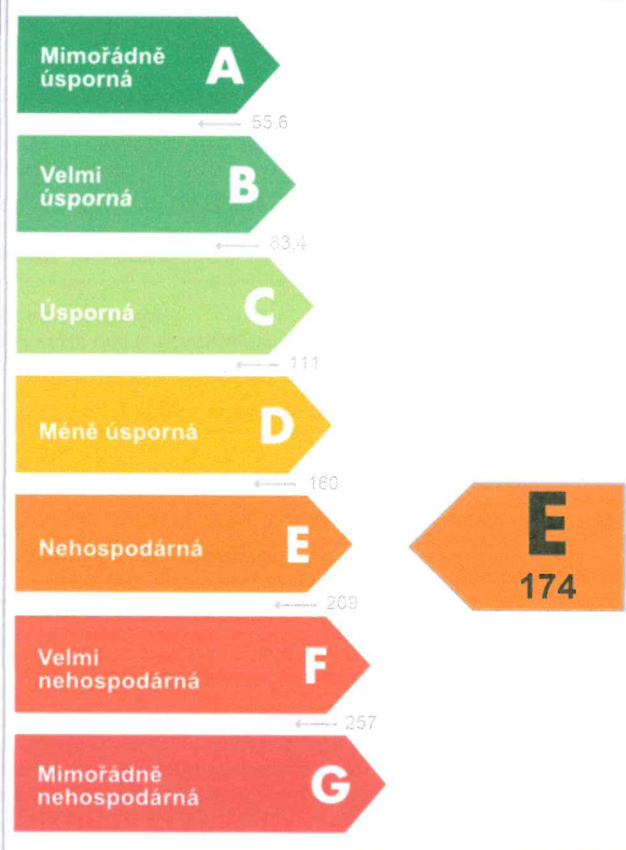 Mimořádně
úsporná
A
55.6
Velmi
úsporná
B
83.4
Úsporná
C
111
Méně úsporná
D
160
Nehospodárná
E
E
174
209
Velmi
nehospodárná
F
257
Mimořádně
nehospodárná
G